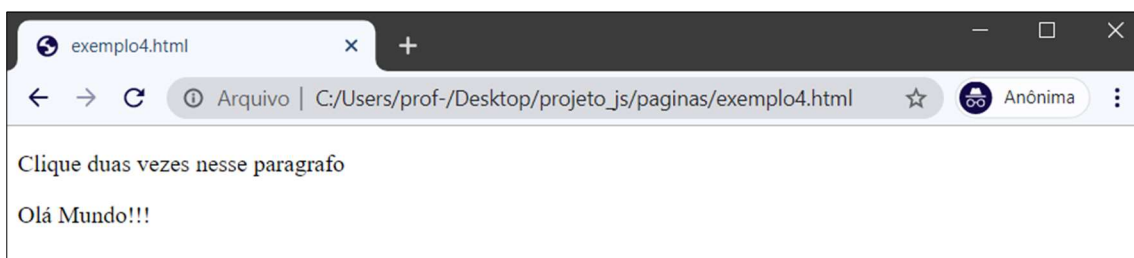 exemplo4.html
Arquivo | C:/Users/prof-/Desktop/projeto_js/paginas/exemplo4.html Anônima
Clique duas vezes nesse paragrafo
Olá Mundo!!!